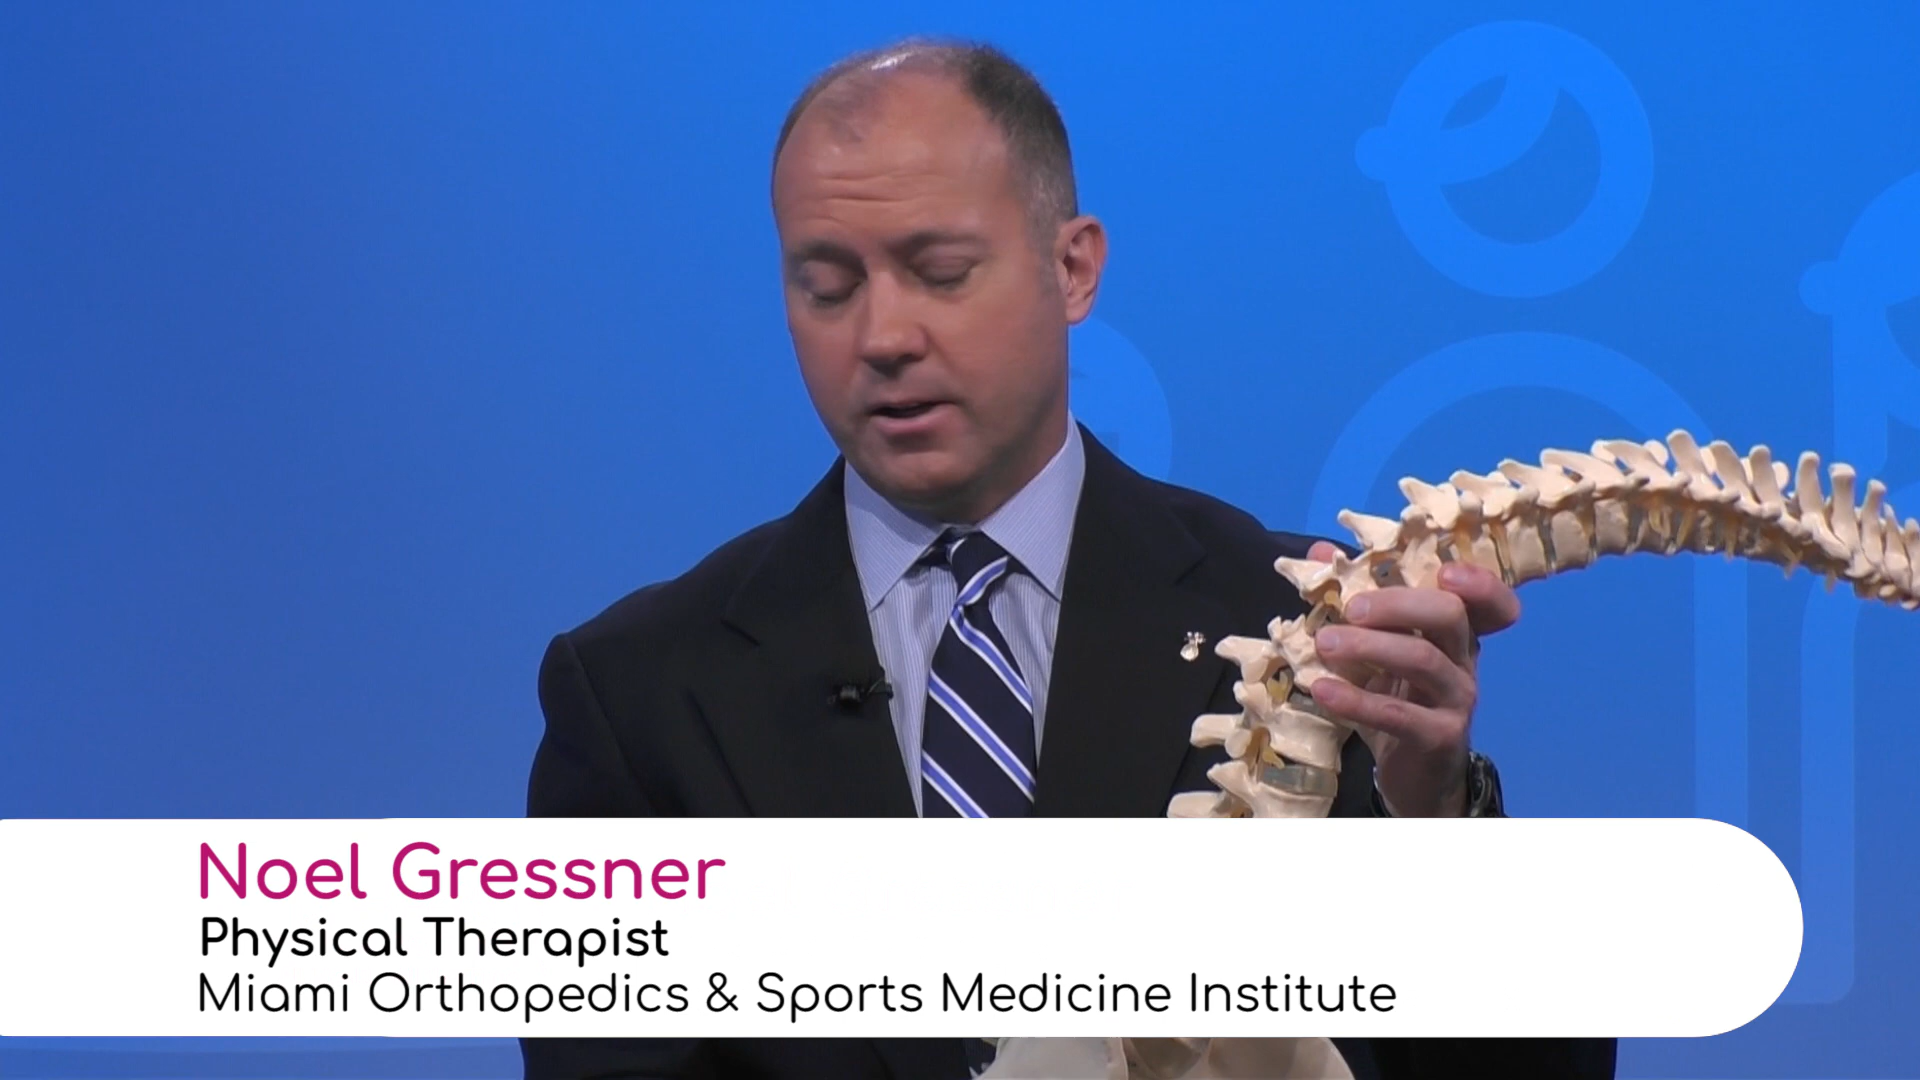 Noel Gressner
Physical Therapist
Miami Orthopedics & Sports Medicine Institute